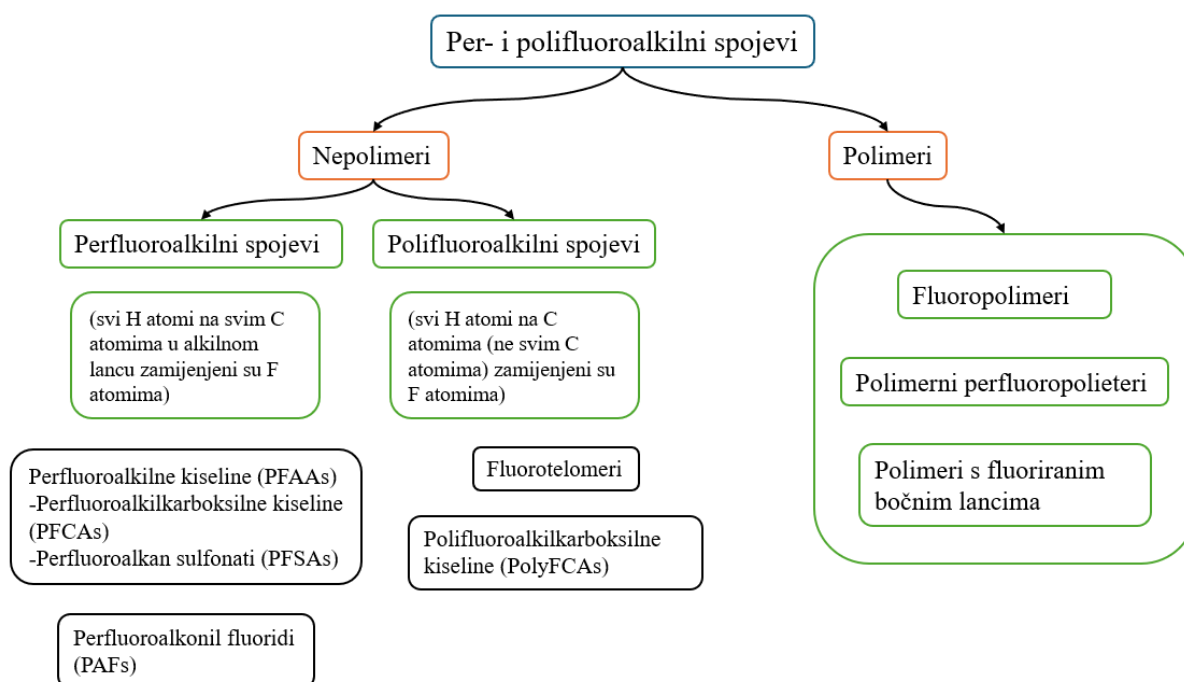 Per- i polifluoroalkilni spojevi
Nepolimeri
Polimeri
Perfluoroalkilni spojevi
Polifluoroalkilni spojevi
(svi H atomi na svim C
atomima u alkilnom
lancu zamijenjeni su F
atomima)
(svi H atomi na C
atomima (ne svim C
atomima) zamijenjeni su
F atomima)
Perfluoroalkilne kiseline (PFAAs)
-Perfluoroalkilkarboksilne kiseline
(PFCAs)
-Perfluoroalkan sulfonati (PFSAs)
Perfluoroalkonil fluoridi
(PAFs)
Fluorotelomeri
Polifluoroalkilkarboksilne
kiseline (PolyFCAs)
Fluoropolimeri
Polimerni perfluoropolieteri
Polimeri s fluoriranim
bočnim lancima